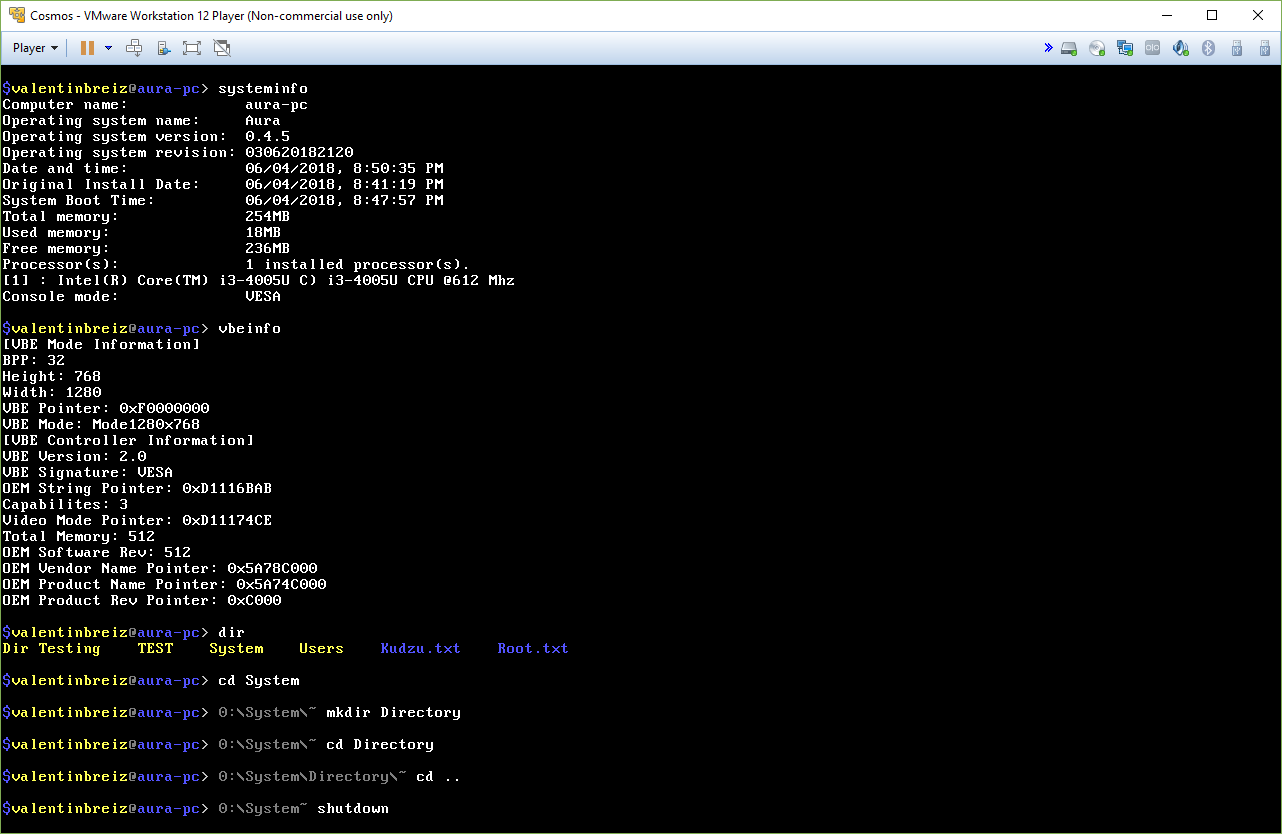 Cosmos - VMware Workstation 12 Player (Non-commercial use only)
Player
$valentinbreiz@aura-pc> systeminfo
Computer name: aura-pc
Operating system name: Aura
Operating system version: 0.4.5
Operating system revision: 030620182120
Date and time: 06/04/2018, 8:50:35 PM
Original Install Date: 06/04/2018, 8:41:19 PM
System Boot Time: 06/04/2018, 8:47:57 PM
Total memory: 254MB
Used memory: 18MB
Free memory: 236MB
Processor(s): 1 installed processor(s).
[1] : Intel(R) Core(TM) i3-4005U C) i3-4005U CPU @612 Mhz
Console mode: VESA
$valentinbreiz@aura-pc> vbeinfo
[VBE Mode Information]
BPP: 32
Height: 768
Width: 1280
VBE Pointer: 0xF0000000
VBE Mode: Mode1280x768
[VBE Controller Information]
VBE Version: 2.0
VBE Signature: VESA
OEM String Pointer: 0xD1116BAB
Capabilites: 3
Video Mode Pointer: 0xD11174CE
Total Memory: 512
OEM Software Rev: 512
OEM Vendor Name Pointer: 0x5A78C000
OEM Product Name Pointer: 0x5A74C000
OEM Product Rev Pointer: 0xC000
$valentinbreiz@aura-pc> dir
Dir Testing TEST System Users Kudzu.txt Root.txt
$valentinbreiz@aura-pc> cd System
$valentinbreiz@aura-pc> 0:\System\~ mkdir Directory
$valentinbreiz@aura-pc> 0:\System\~ cd Directory
$valentinbreiz@aura-pc> 0:\System\Directory\~ cd ..
$valentinbreiz@aura-pc> 0:\System~ shutdown